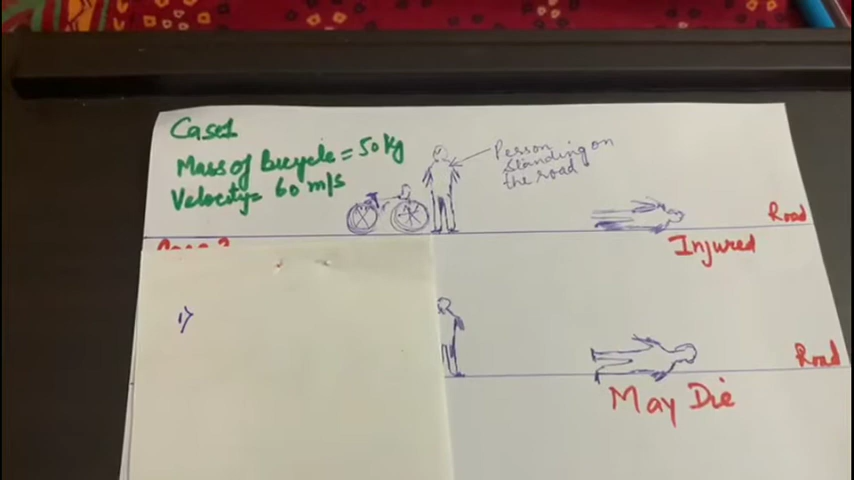 Case1
Mass of bicycle = 50 Kg
Velocity = 60 m/s
Person
standing on
the road
Road
Injured
1)
Road
May Die